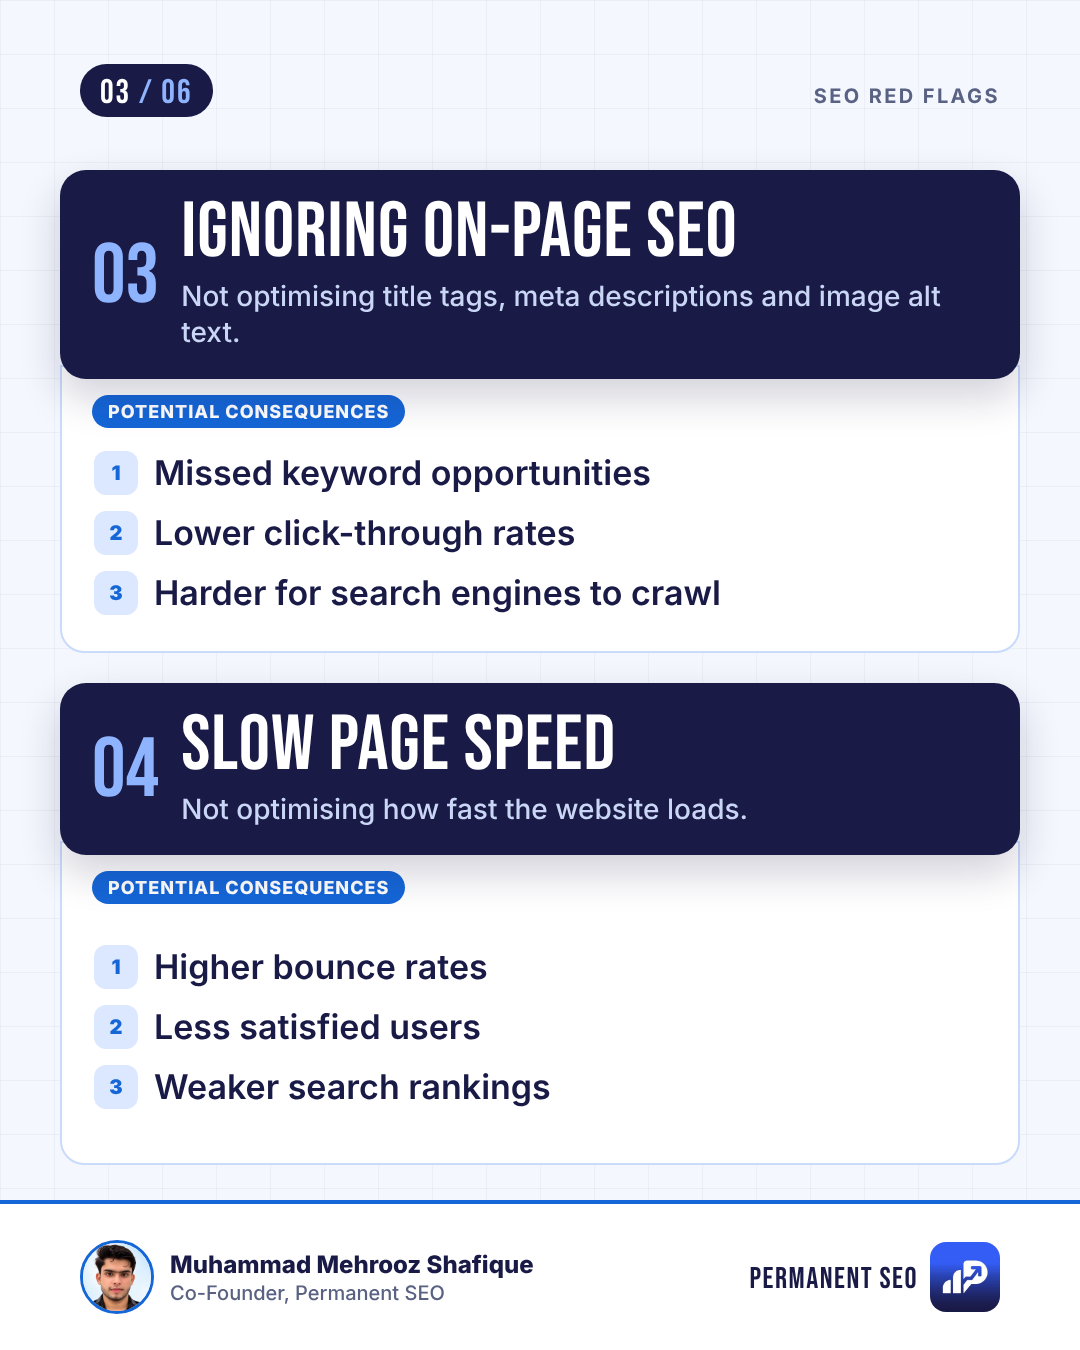 03 / 06
SEO RED FLAGS
03
IGNORING ON-PAGE SEO
Not optimising title tags, meta descriptions and image alt
text.
POTENTIAL CONSEQUENCES
1 Missed keyword opportunities
2 Lower click-through rates
3 Harder for search engines to crawl
04
SLOW PAGE SPEED
Not optimising how fast the website loads.
POTENTIAL CONSEQUENCES
1 Higher bounce rates
2 Less satisfied users
3 Weaker search rankings
Muhammad Mehrooz Shafique
Co-Founder, Permanent SEO
PERMANENT SEO